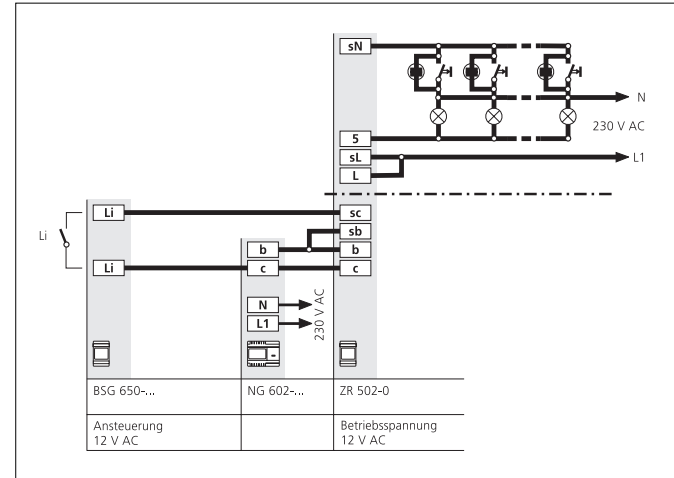 sN
N
230 V AC
5
sL
L1
L
Li
sc
Li
sb
b
b
Li
c
c
N
L1
230 V AC
BSG 650-...
NG 602-...
ZR 502-0
Ansteuerung
12 V AC
Betriebsspannung
12 V AC